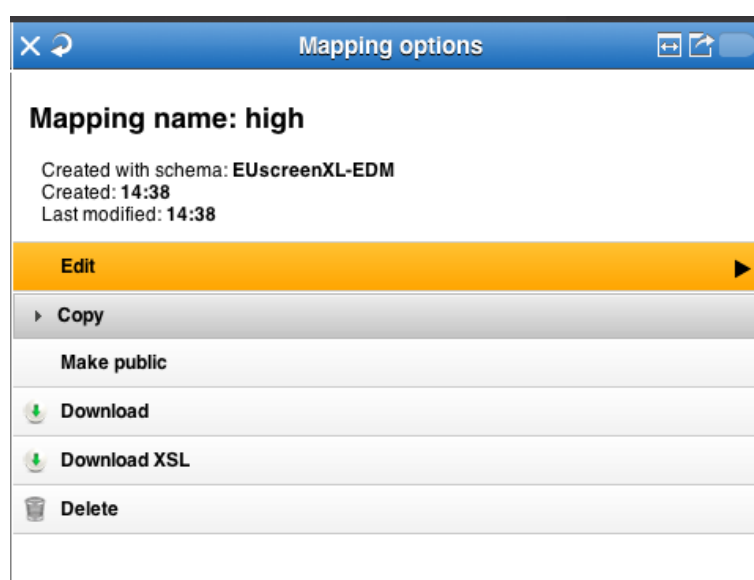 Mapping options
Mapping name: high
Created with schema: EUscreenXL-EDM
Created: 14:38
Last modified: 14:38
Edit
Copy
Make public
Download
Download XSL
Delete